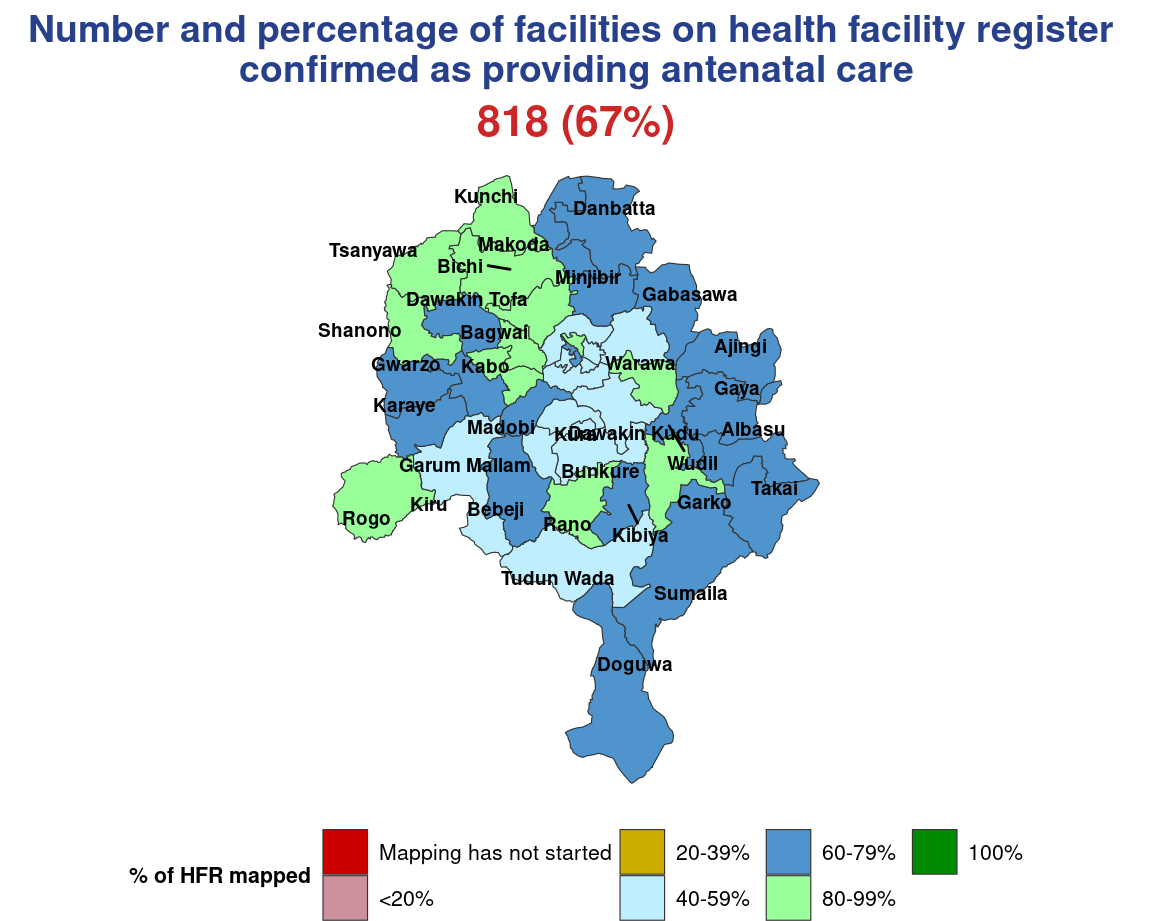 Number and percentage of facilities on health facility register
confirmed as providing antenatal care
818 (67%)
Kunchi
Danbatta
Makoda
Tsanyawa
Bichi
Minjibir
Gabasawa
Dawakin Tofa
Shanono
Bagwai
Ajingi
Gwarzo
Kabo
Warawa
Gaya
Karaye
Madobi
Kura
Dawakin Kudu
Albasu
Garum Mallam
Bunkure
Wudil
Takai
Kiru
Bebeji
Garko
Rogo
Rano
Kibiya
Tudun Wada
Sumaila
Doguwa
% of HFR mapped
Mapping has not started
20-39%
60-79%
100%
<20%
40-59%
80-99%